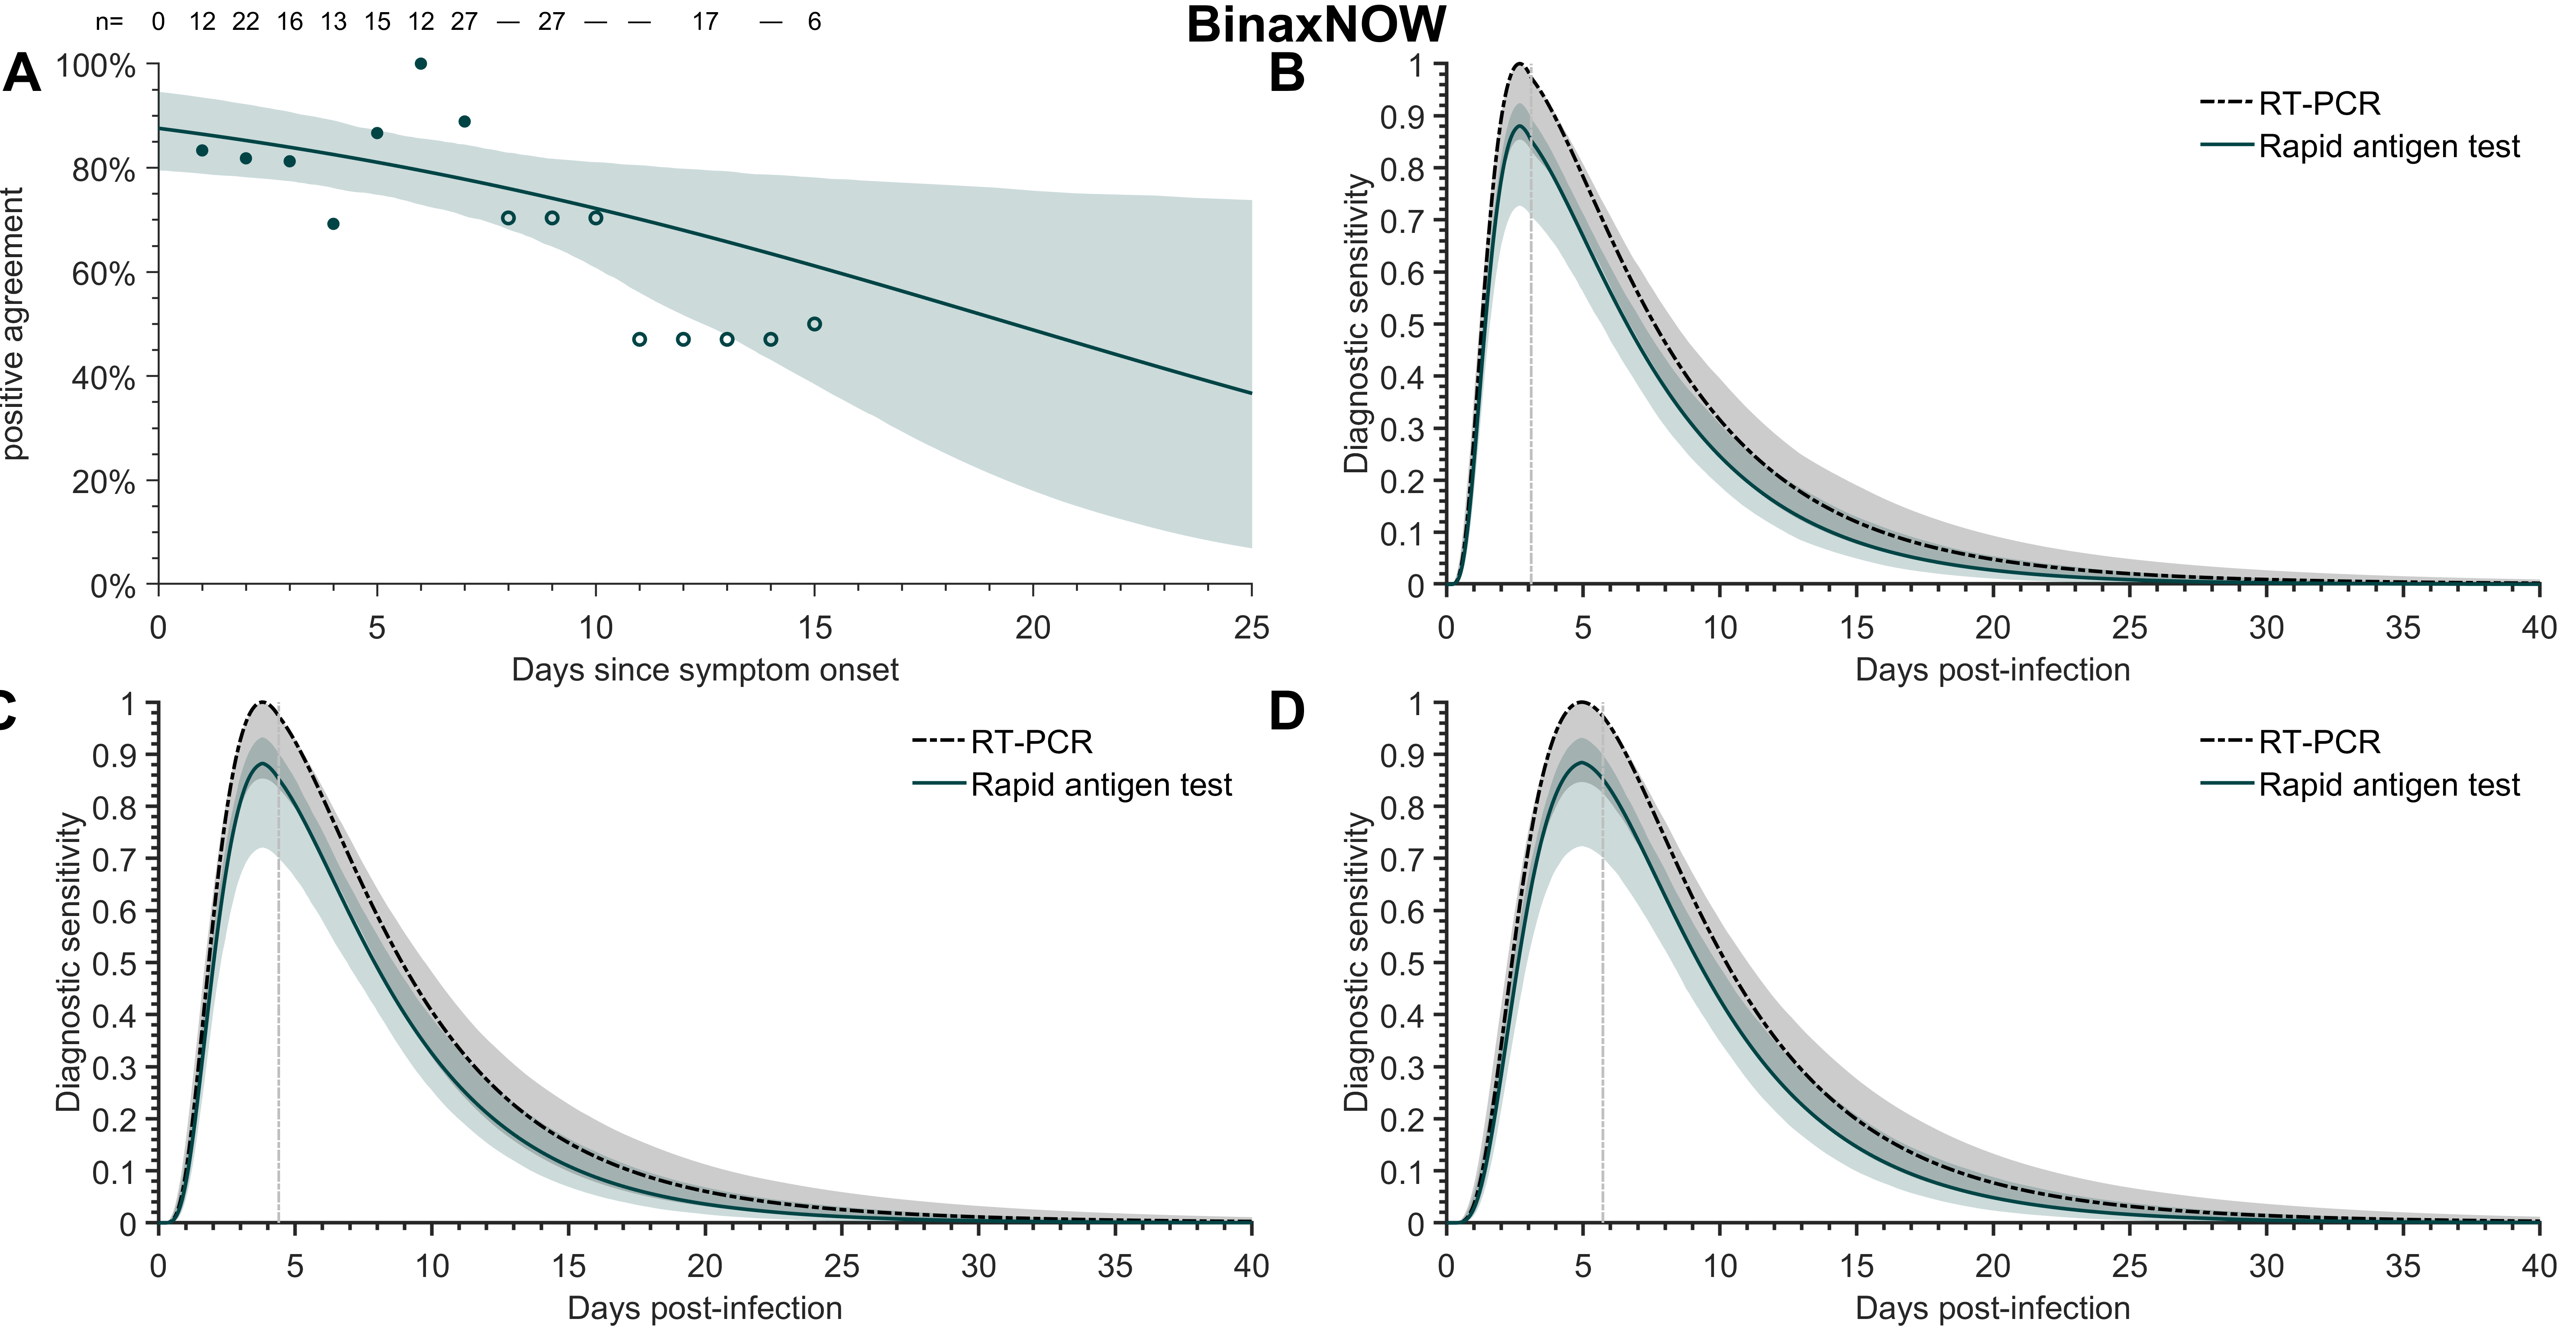 n= 0 12 22 16 13 15 12 27 — 27 — — 17 — 6
BinaxNOW
A
100%
80%
60%
40%
20%
0%
positive agreement
0 5 10 15 20 25
Days since symptom onset
B
1
0.9
0.8
0.7
0.6
0.5
0.4
0.3
0.2
0.1
0
Diagnostic sensitivity
RT-PCR
Rapid antigen test
0 5 10 15 20 25 30 35 40
Days post-infection
C
1
0.9
0.8
0.7
0.6
0.5
0.4
0.3
0.2
0.1
0
Diagnostic sensitivity
RT-PCR
Rapid antigen test
0 5 10 15 20 25 30 35 40
Days post-infection
D
1
0.9
0.8
0.7
0.6
0.5
0.4
0.3
0.2
0.1
0
Diagnostic sensitivity
RT-PCR
Rapid antigen test
0 5 10 15 20 25 30 35 40
Days post-infection